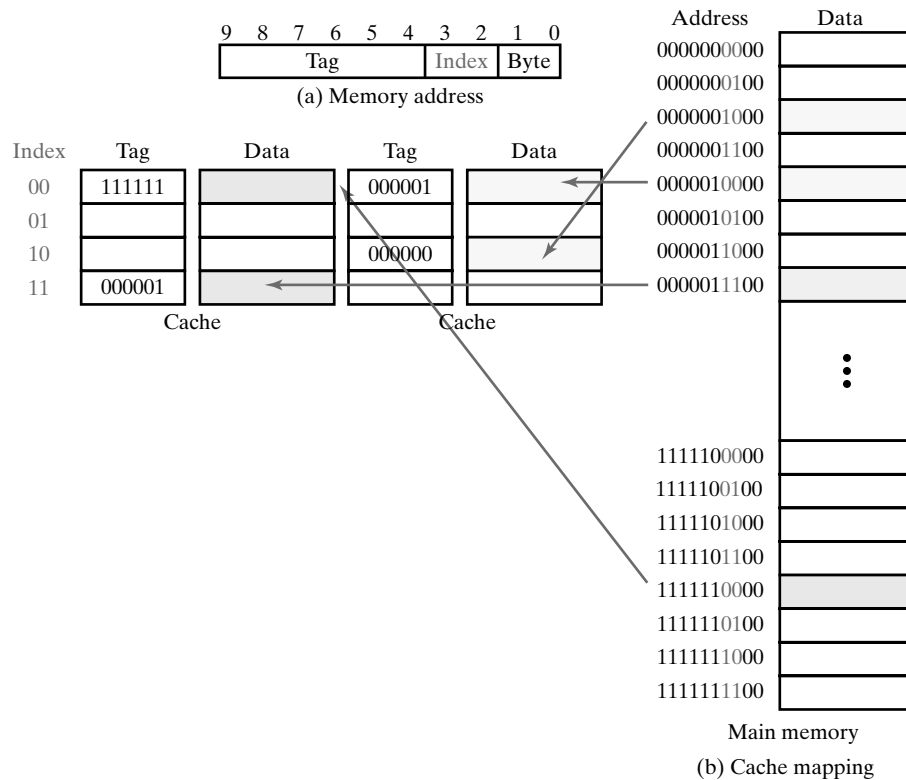 9 8 7 6 5 4 3 2 1 0
Tag Index Byte
(a) Memory address
Index Tag Data Tag Data
00 111111 000001
01
10 000000
11 000001
Cache Cache
Address Data
0000000000
0000000100
0000001000
0000001100
0000010000
0000010100
0000011000
0000011100
1111100000
1111100100
1111101000
1111101100
1111110000
1111110100
1111111000
1111111100
Main memory
(b) Cache mapping